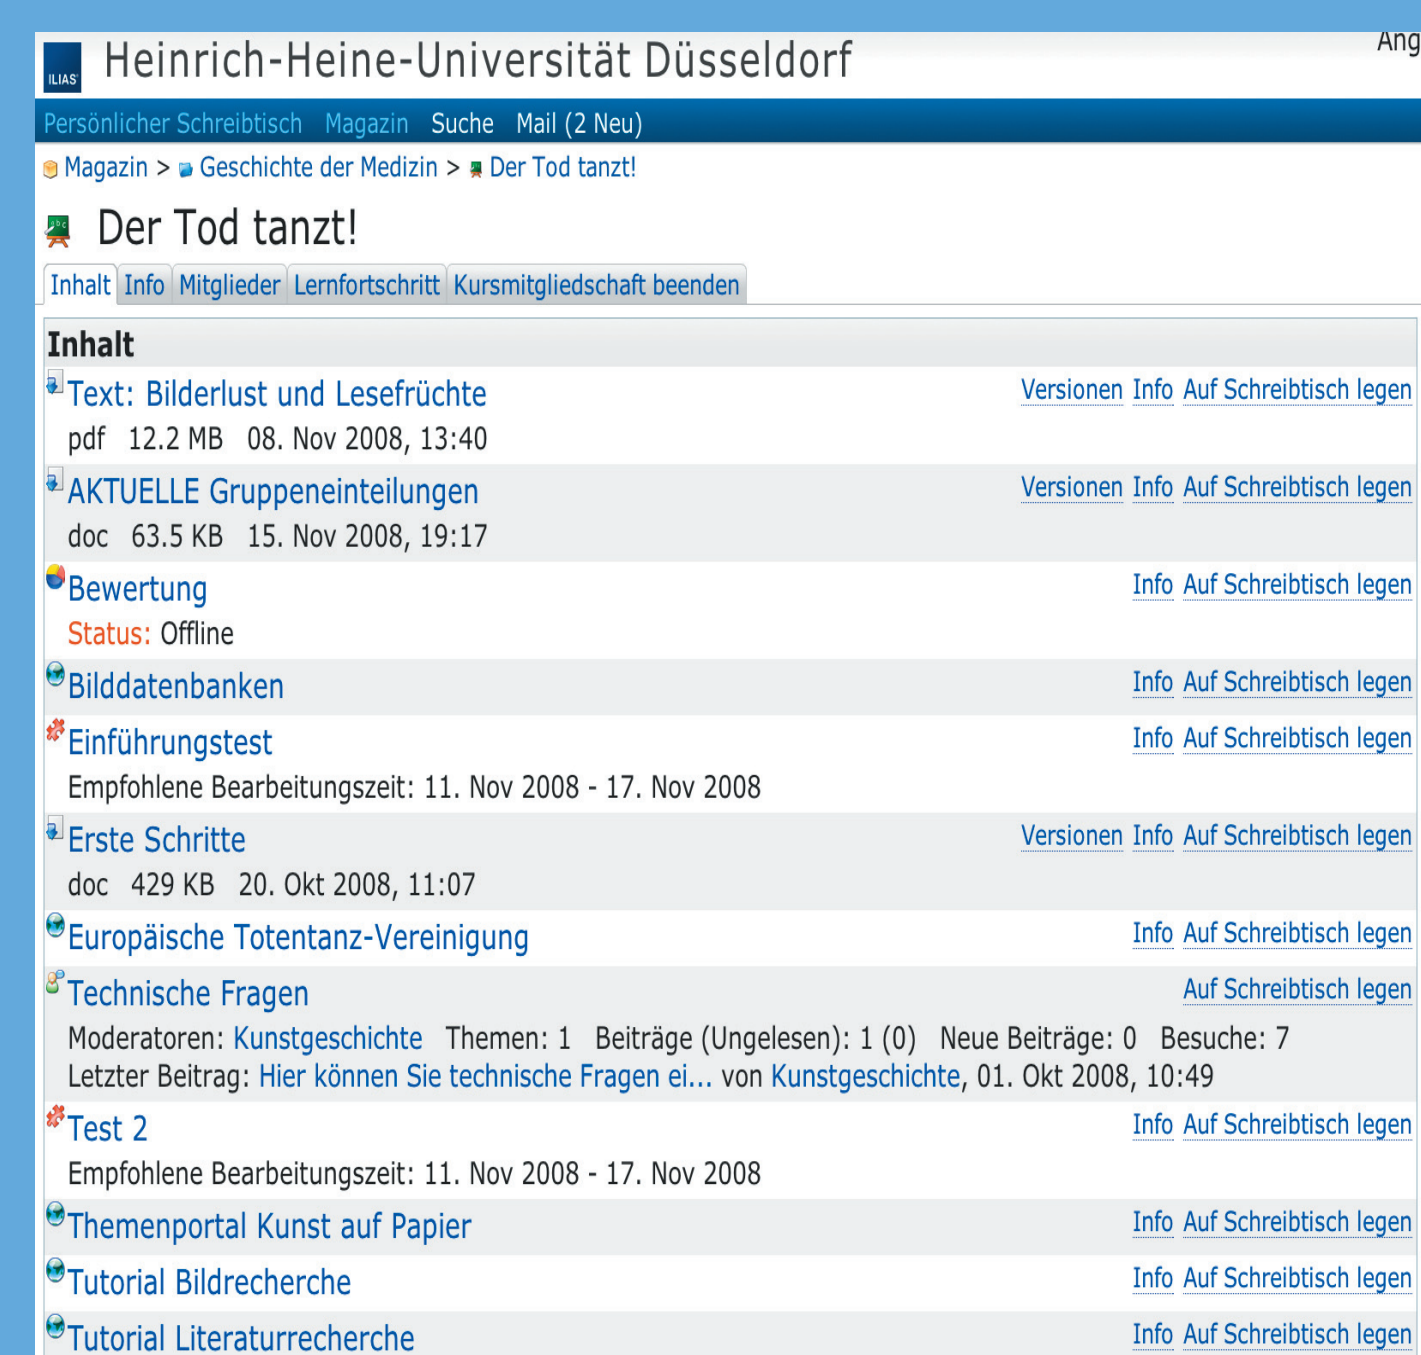 Ang
ILIAS Heinrich-Heine-Universität Düsseldorf
Persönlicher Schreibtisch Magazin Suche Mail (2 Neu)
Magazin > Geschichte der Medizin > Der Tod tanzt!
Der Tod tanzt!
Inhalt Info Mitglieder Lernfortschritt Kursmitgliedschaft beenden
Inhalt
Text: Bilderlust und Lesefrüchte Versionen Info Auf Schreibtisch legen
pdf 12.2 MB 08. Nov 2008, 13:40
AKTUELLE Gruppeneinteilungen Versionen Info Auf Schreibtisch legen
doc 63.5 KB 15. Nov 2008, 19:17
Bewertung Info Auf Schreibtisch legen
Status: Offline
Bilddatenbanken Info Auf Schreibtisch legen
Einführungstest Info Auf Schreibtisch legen
Empfohlene Bearbeitungszeit: 11. Nov 2008 - 17. Nov 2008
Erste Schritte Versionen Info Auf Schreibtisch legen
doc 429 KB 20. Okt 2008, 11:07
Europäische Totentanz-Vereinigung Info Auf Schreibtisch legen
Technische Fragen Auf Schreibtisch legen
Moderatoren: Kunstgeschichte Themen: 1 Beiträge (Ungelesen): 1 (0) Neue Beiträge: 0 Besuche: 7
Letzter Beitrag: Hier können Sie technische Fragen ei... von Kunstgeschichte, 01. Okt 2008, 10:49
Test 2 Info Auf Schreibtisch legen
Empfohlene Bearbeitungszeit: 11. Nov 2008 - 17. Nov 2008
Themenportal Kunst auf Papier Info Auf Schreibtisch legen
Tutorial Bildrecherche Info Auf Schreibtisch legen
Tutorial Literaturrecherche Info Auf Schreibtisch legen